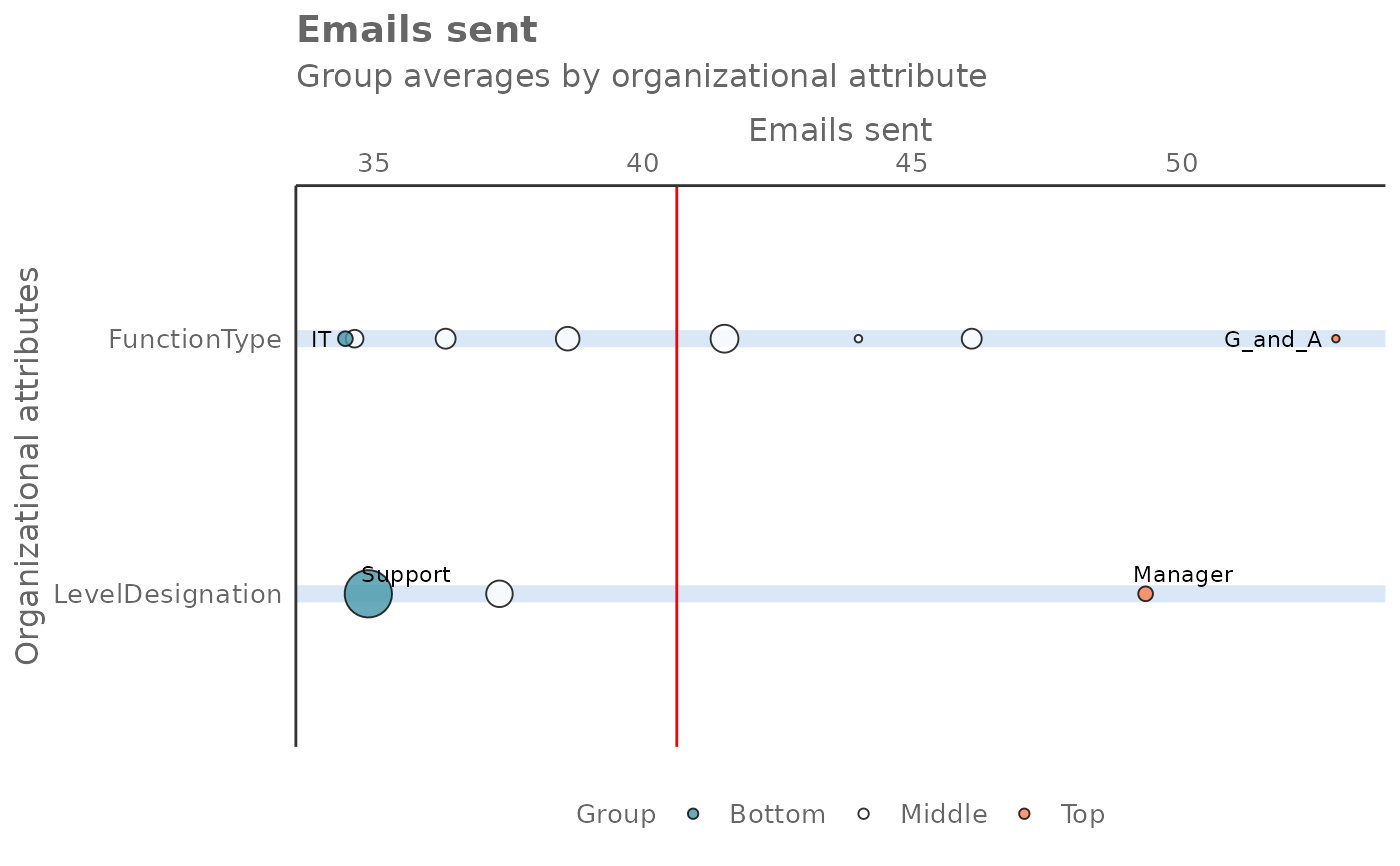 Emails sent
Group averages by organizational attribute
Emails sent
35 40 45 50
Organizational attributes
FunctionType
IT
G_and_A
LevelDesignation
Support
Manager
Group Bottom Middle Top